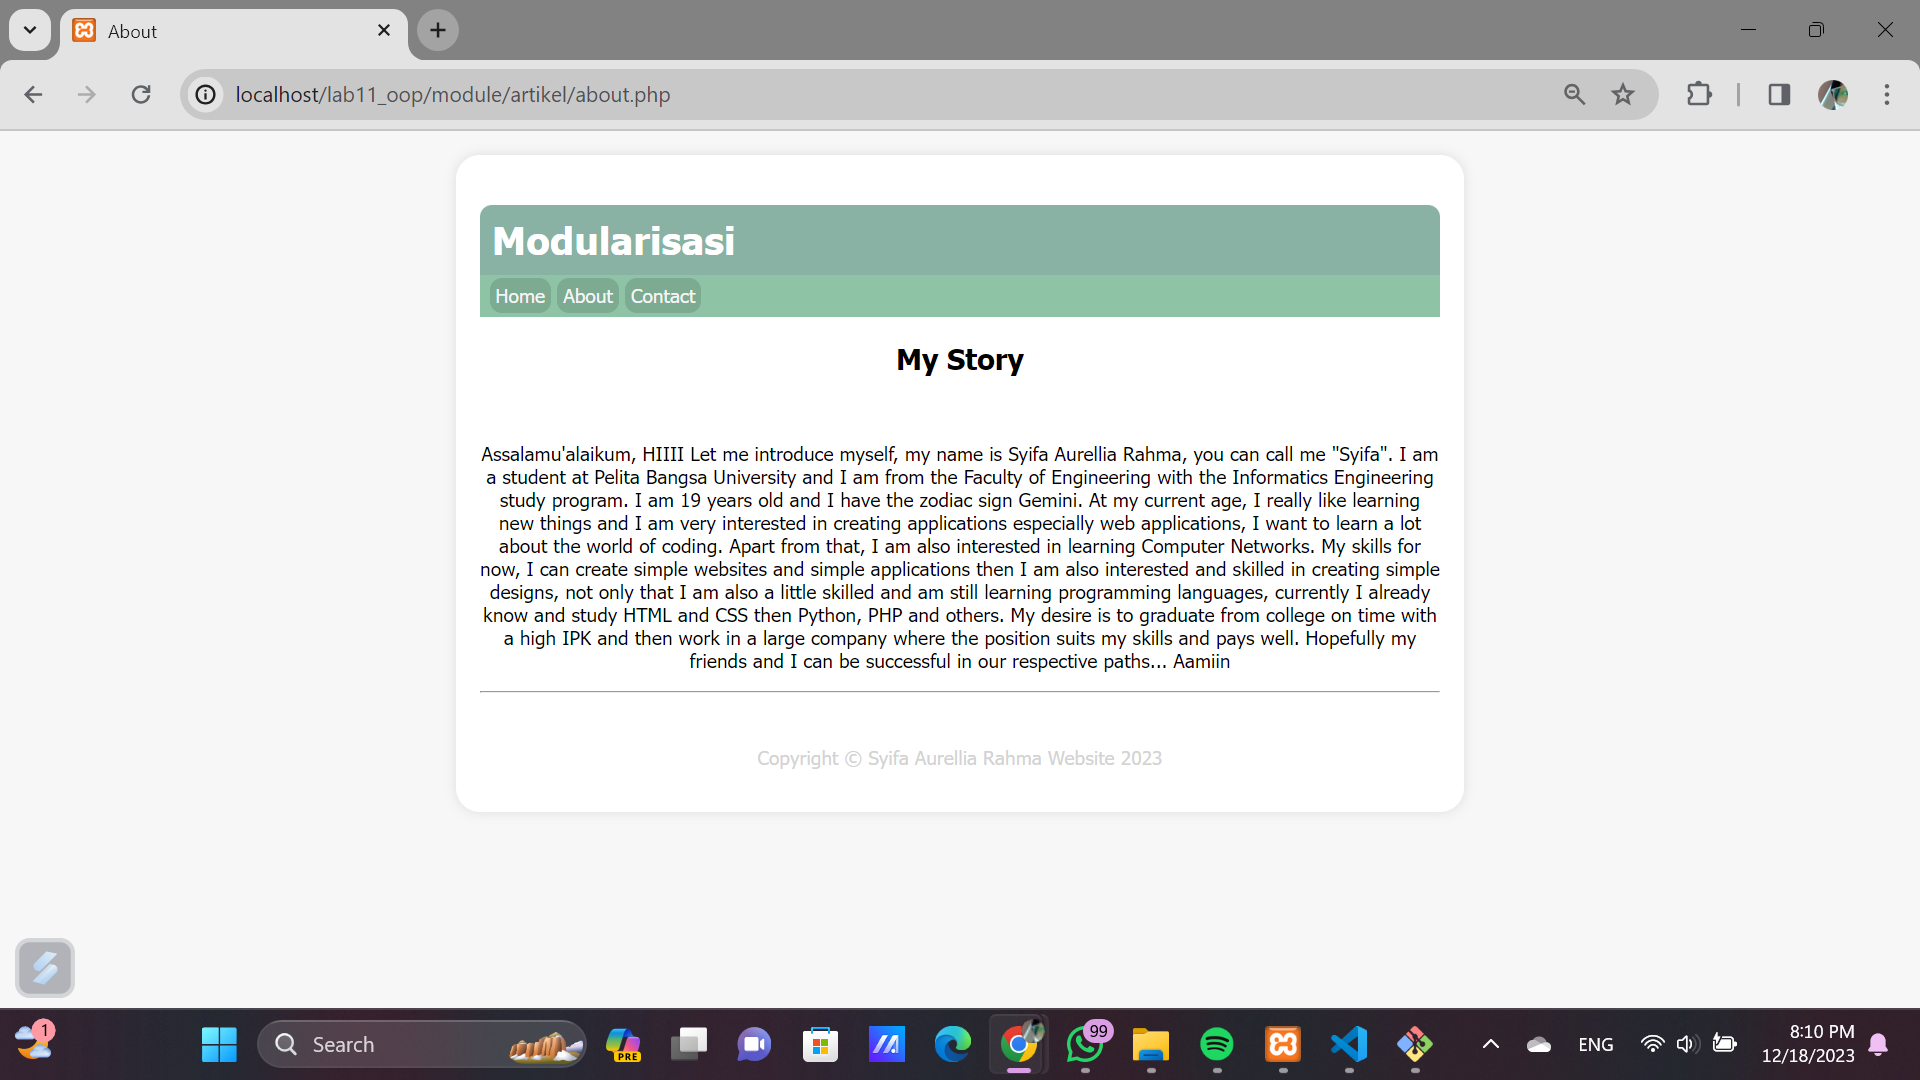 About
localhost/lab11_oop/module/artikel/about.php
Modularisasi
Home About Contact
My Story
Assalamu'alaikum, HIIII Let me introduce myself, my name is Syifa Aurellia Rahma, you can call me "Syifa". I am
a student at Pelita Bangsa University and I am from the Faculty of Engineering with the Informatics Engineering
study program. I am 19 years old and I have the zodiac sign Gemini. At my current age, I really like learning
new things and I am very interested in creating applications especially web applications, I want to learn a lot
about the world of coding. Apart from that, I am also interested in learning Computer Networks. My skills for
now, I can create simple websites and simple applications then I am also interested and skilled in creating simple
designs, not only that I am also a little skilled and am still learning programming languages, currently I already
know and study HTML and CSS then Python, PHP and others. My desire is to graduate from college on time with
a high IPK and then work in a large company where the position suits my skills and pays well. Hopefully my
friends and I can be successful in our respective paths... Aamiin
Copyright © Syifa Aurellia Rahma Website 2023
1
Search
PRE
99
ENG
8:10 PM
12/18/2023